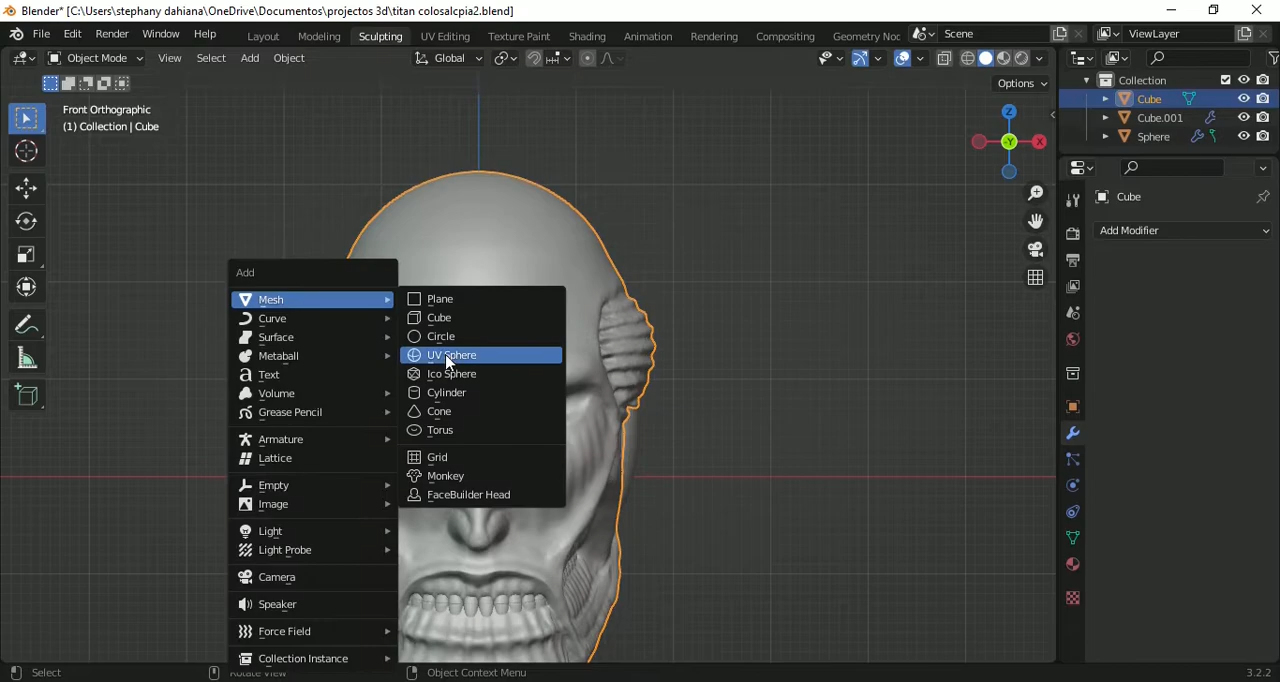 Blender* [C:\Users\stephany dahiana\OneDrive\Documentos\projectos 3d\titan colosalcpia2.blend]
File Edit Render Window Help Layout Modeling Sculpting UV Editing Texture Paint Shading Animation Rendering Compositing Geometry Noc Scene ViewLayer
Object Mode View Select Add Object Global
Options
Front Orthographic
(1) Collection | Cube
Z
-Y
X
Collection
Cube
Cube.001
Sphere
Cube
Add Modifier
Add
Mesh
Curve
Surface
Metaball
Text
Volume
Grease Pencil
Armature
Lattice
Empty
Image
Light
Light Probe
Camera
Speaker
Force Field
Collection Instance
Plane
Cube
Circle
UV Sphere
Ico Sphere
Cylinder
Cone
Torus
Grid
Monkey
FaceBuilder Head
Select Rotate View Object Context Menu 3.2.2